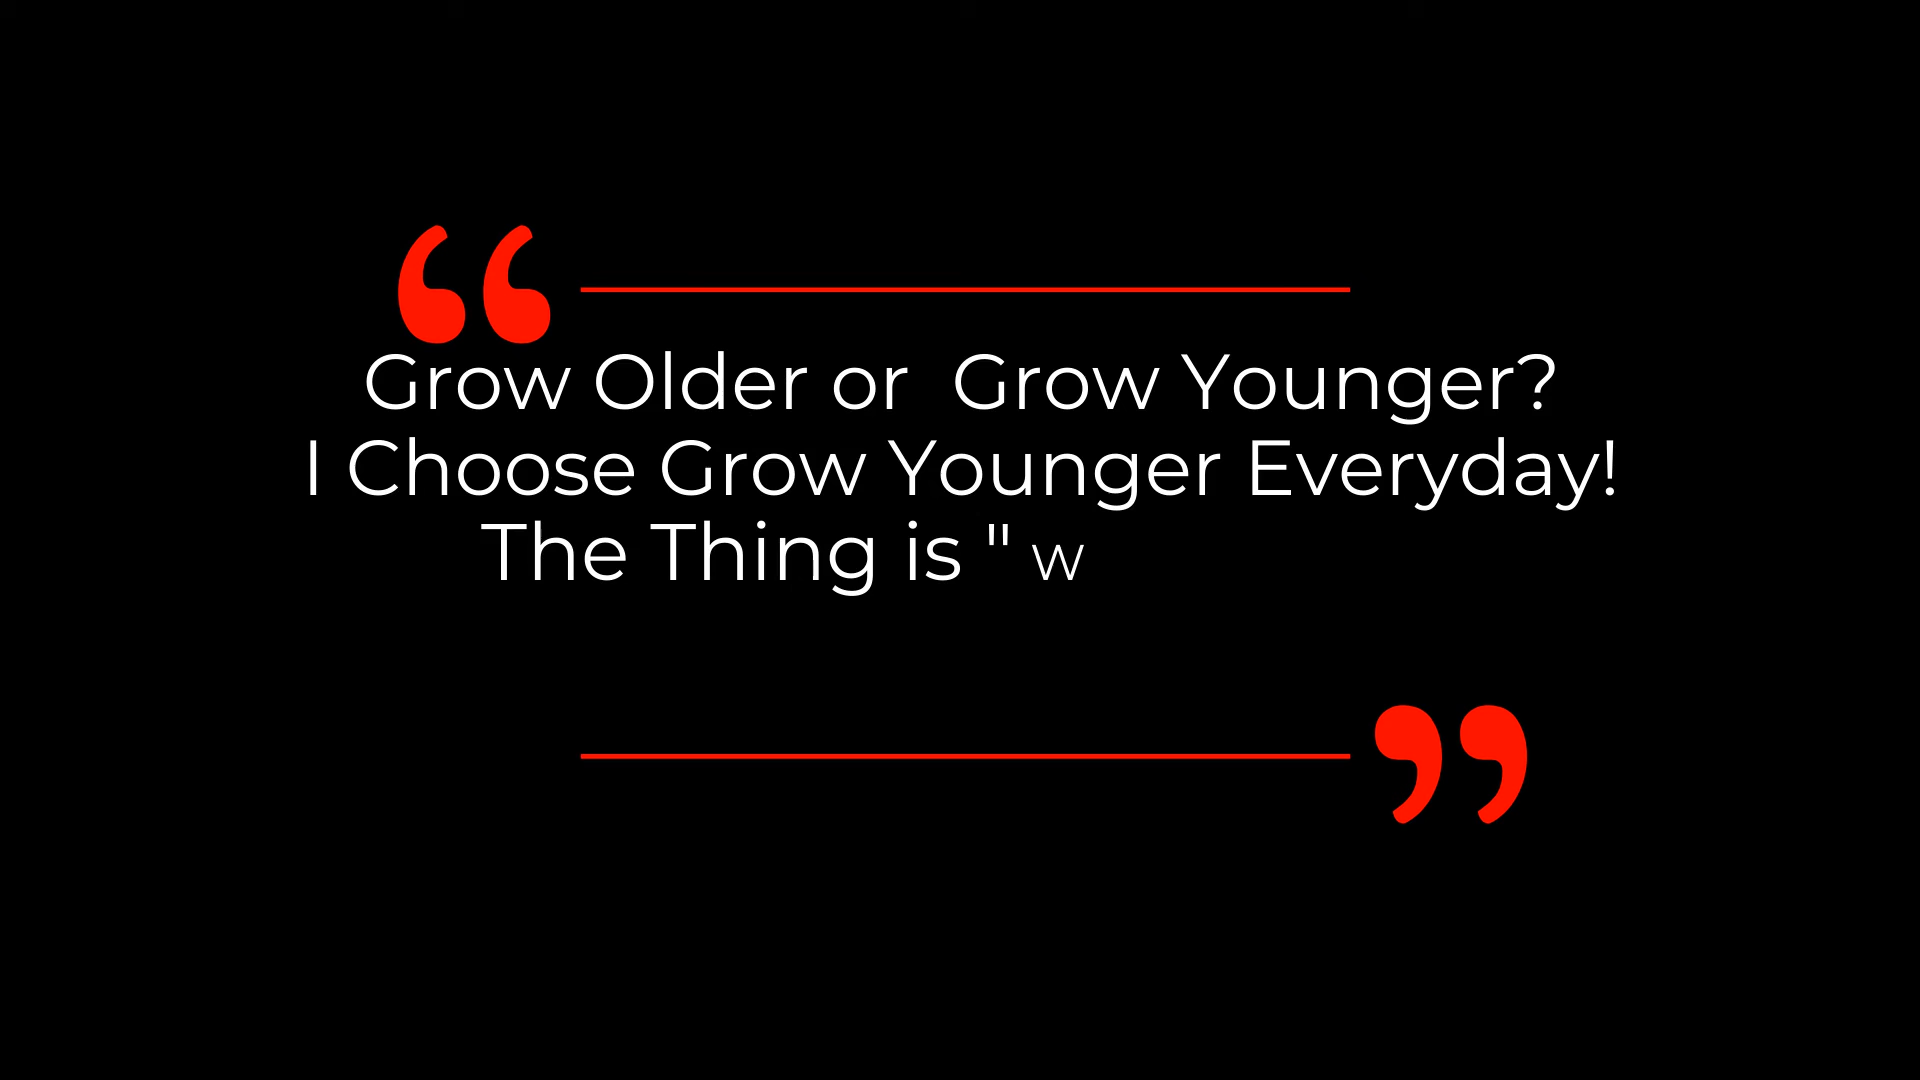 Grow Older or  Grow Younger?
I Choose Grow Younger Everyday!
The Thing is " w